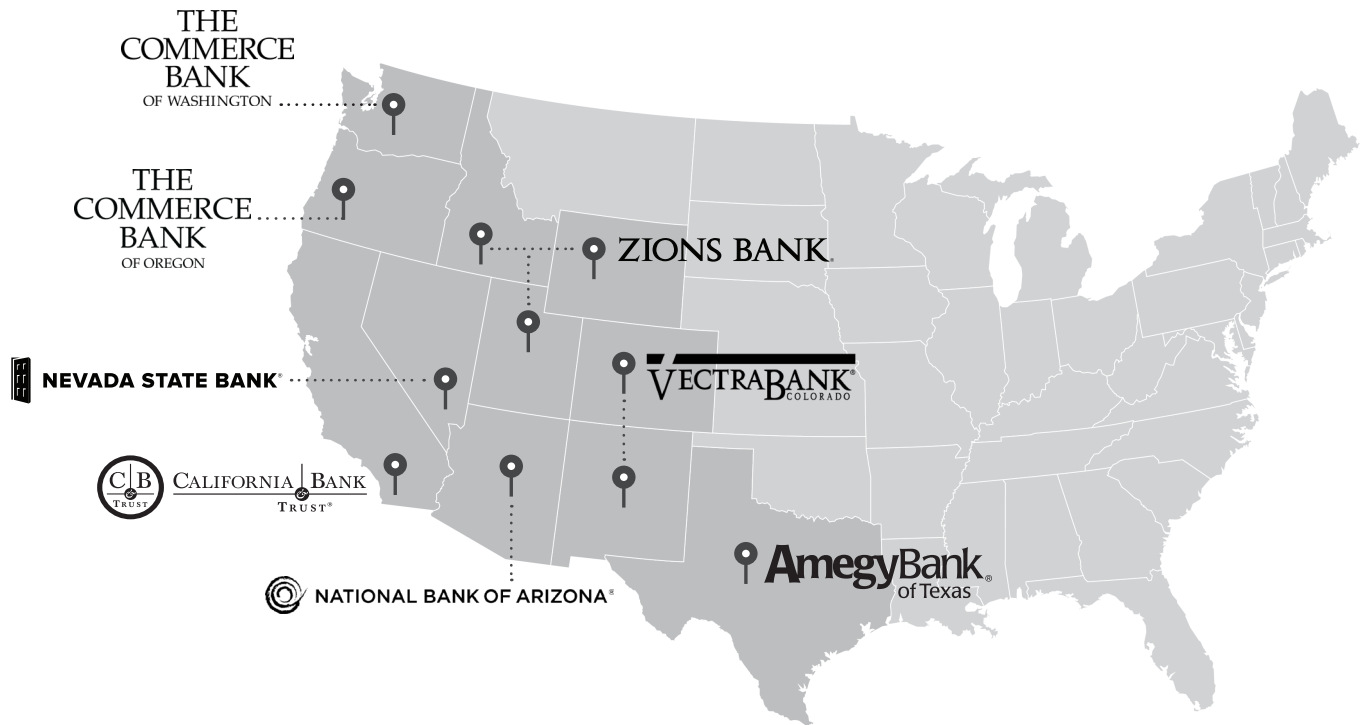 THE
COMMERCE
BANK
OF WASHINGTON
THE
COMMERCE
BANK
OF OREGON
ZIONS BANK.
VECTRABANK®
COLORADO
NEVADA STATE BANK®
C B
& 
TRUST
CALIFORNIA BANK
&
TRUST®
AmegyBank®
of Texas
NATIONAL BANK OF ARIZONA®